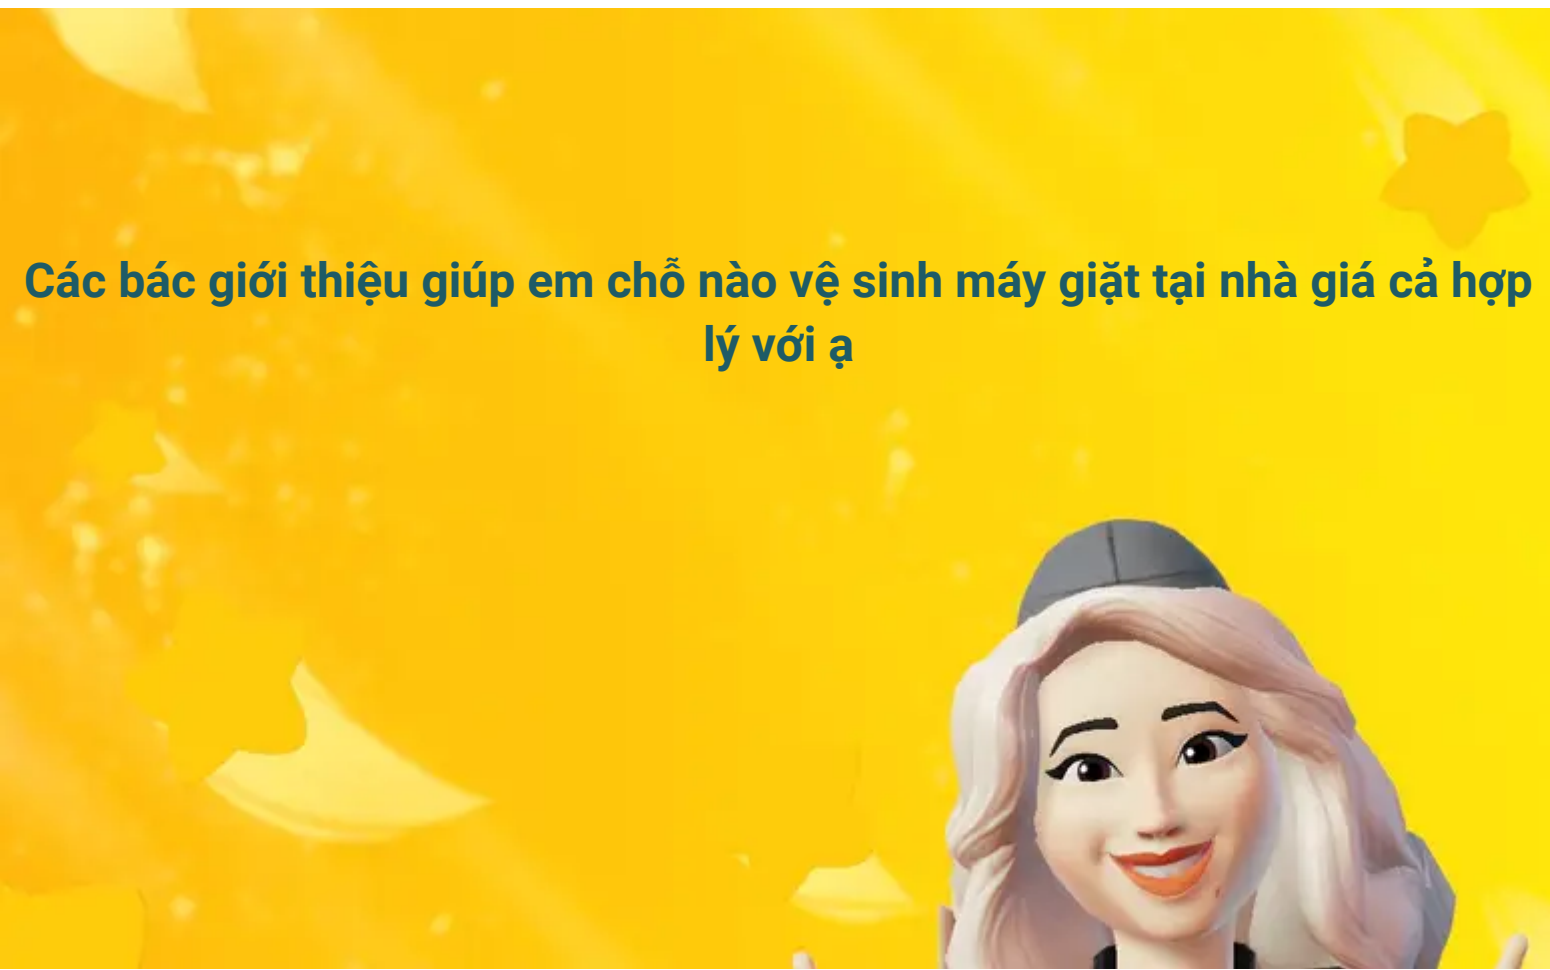 Các bác giới thiệu giúp em chỗ nào vệ sinh máy giặt tại nhà giá cả hợp
lý với ạ